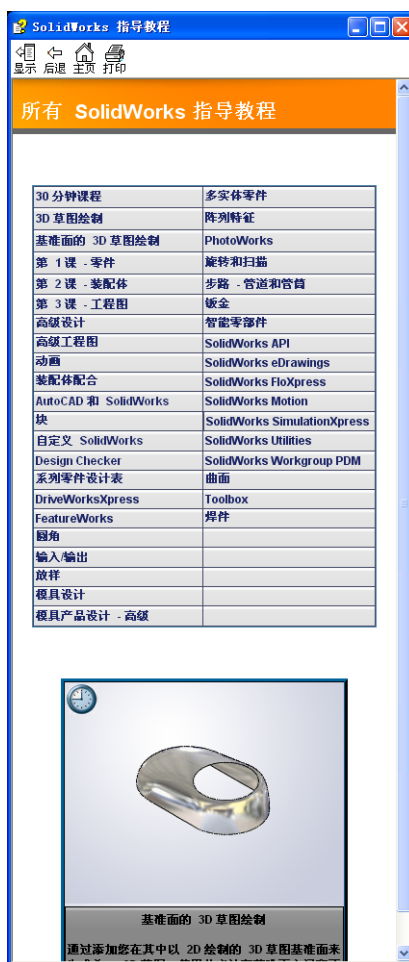 SolidWorks 指导教程
显示 后退 主页 打印
所有 SolidWorks 指导教程
30 分钟课程 多实体零件
3D 草图绘制 阵列特征
基准面的 3D 草图绘制 PhotoWorks
第 1 课 - 零件 旋转和扫描
第 2 课 - 装配体 步路 - 管道和管筒
第 3 课 - 工程图 钣金
高级设计 智能零部件
高级工程图 SolidWorks API
动画 SolidWorks eDrawings
装配体配合 SolidWorks FloXpress
AutoCAD 和 SolidWorks SolidWorks Motion
块 SolidWorks SimulationXpress
自定义 SolidWorks SolidWorks Utilities
Design Checker SolidWorks Workgroup PDM
系列零件设计表 曲面
DriveWorksXpress Toolbox
FeatureWorks 焊件
圆角
输入/输出
放样
模具设计
模具产品设计 - 高级
基准面的 3D 草图绘制
通过添加您在其中以 2D 绘制的 3D 草图基准面来